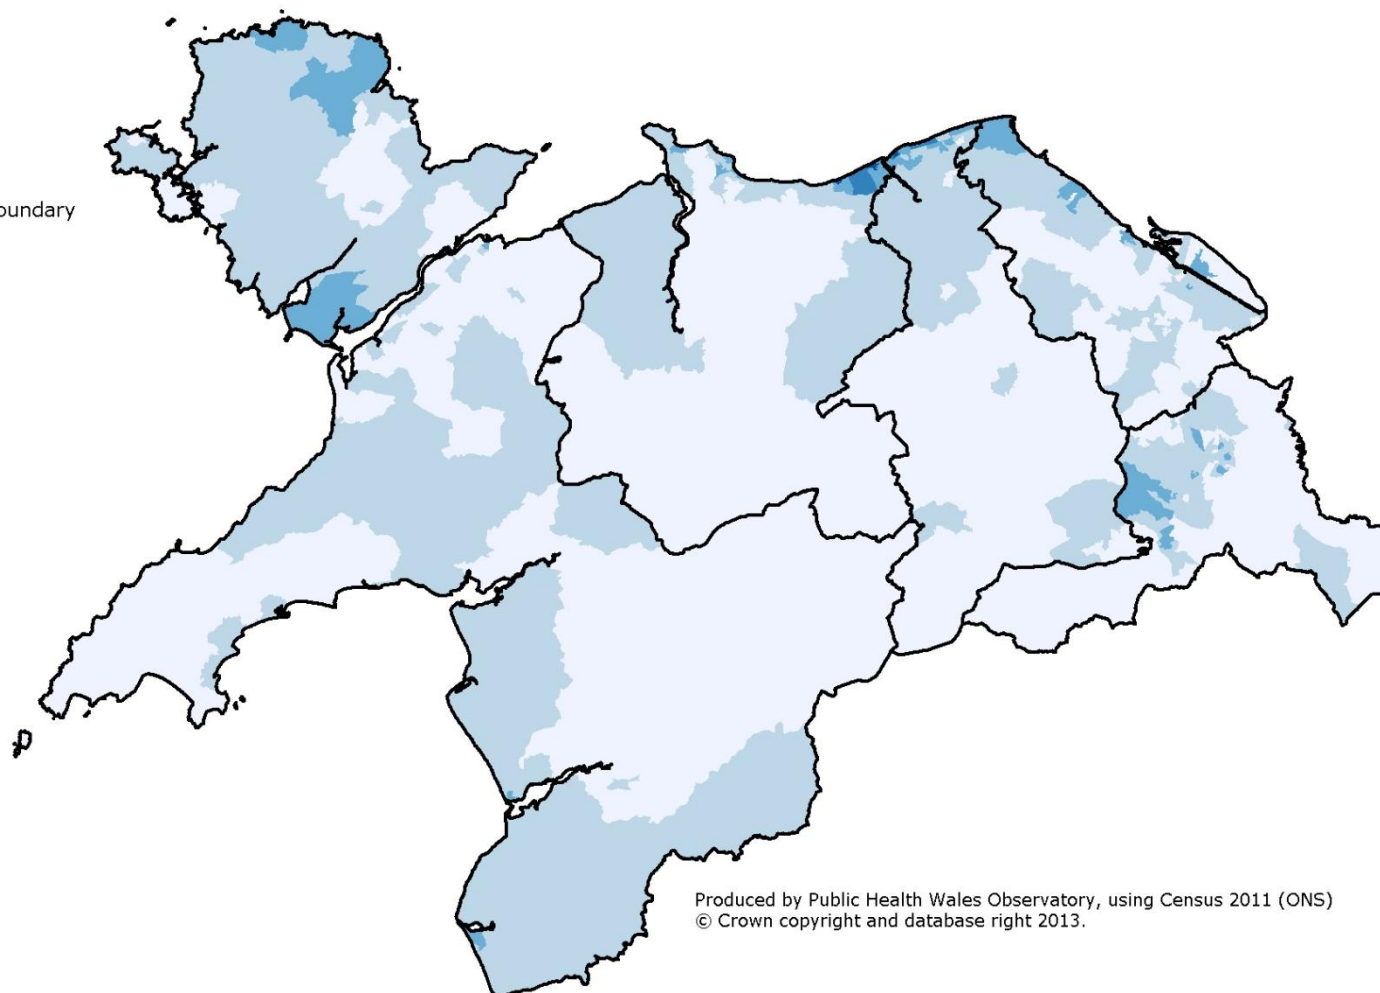 oundary
Produced by Public Health Wales Observatory, using Census 2011 (ONS)
© Crown copyright and database right 2013.